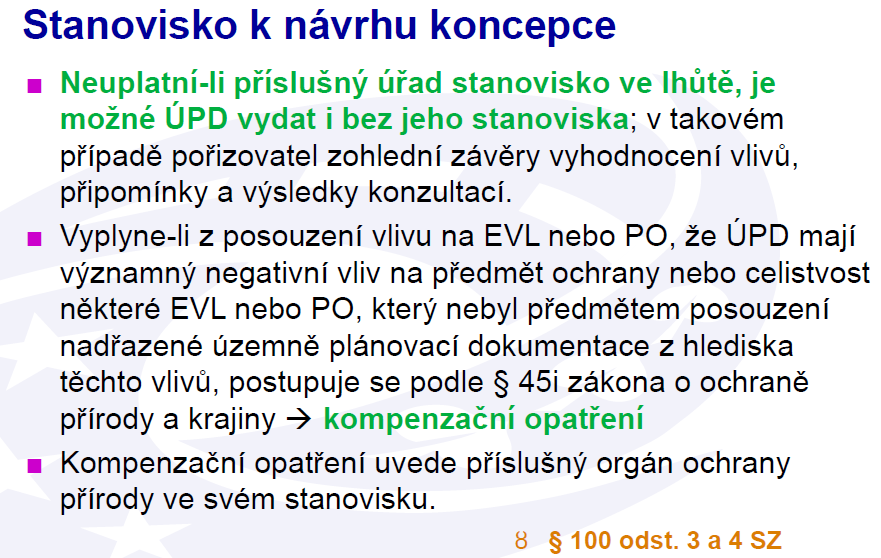 Stanovisko k návrhu koncepce
■ Neuplatní-li příslušný úřad stanovisko ve lhůtě, je
možné ÚPD vydat i bez jeho stanoviska; v takovém
případě pořizovatel zohlední závěry vyhodnocení vlivů,
připomínky a výsledky konzultací.
■ Vyplyne-li z posouzení vlivu na EVL nebo PO, že ÚPD mají
významný negativní vliv na předmět ochrany nebo celistvost
některé EVL nebo PO, který nebyl předmětem posouzení
nadřazené územně plánovací dokumentace z hlediska
těchto vlivů, postupuje se podle § 45i zákona o ochraně
přírody a krajiny → kompenzační opatření
■ Kompenzační opatření uvede příslušný orgán ochrany
přírody ve svém stanovisku.
8 § 100 odst. 3 a 4 SZ